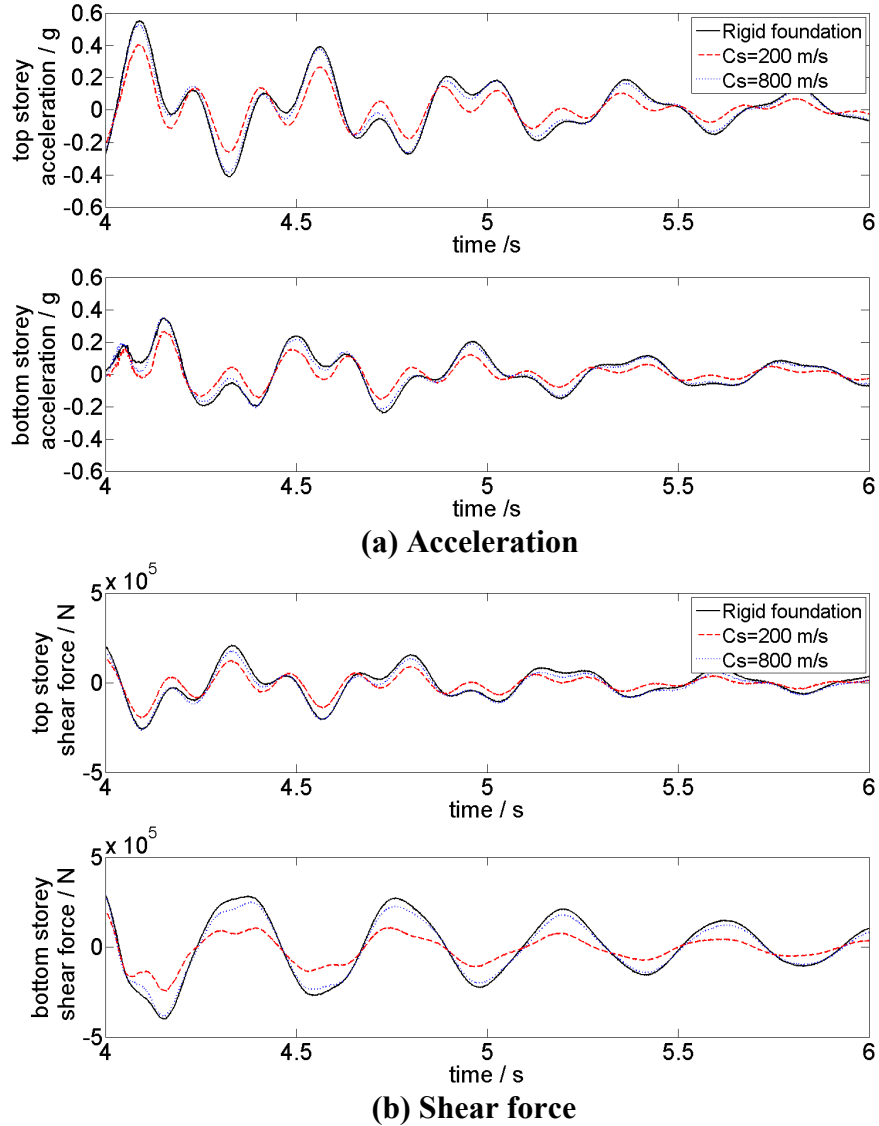 top storey
acceleration / g
0.6
0.4
0.2
0
-0.2
-0.4
-0.6
4
4.5
5
5.5
6
time /s
Rigid foundation
Cs=200 m/s
Cs=800 m/s
bottom storey
acceleration / g
0.6
0.4
0.2
0
-0.2
-0.4
-0.6
4
4.5
5
5.5
6
time /s
(a) Acceleration
top storey
shear force / N
x 10^5
5
0
-5
4
4.5
5
5.5
6
time / s
Rigid foundation
Cs=200 m/s
Cs=800 m/s
bottom storey
shear force / N
x 10^5
5
0
-5
4
4.5
5
5.5
6
time / s
(b) Shear force